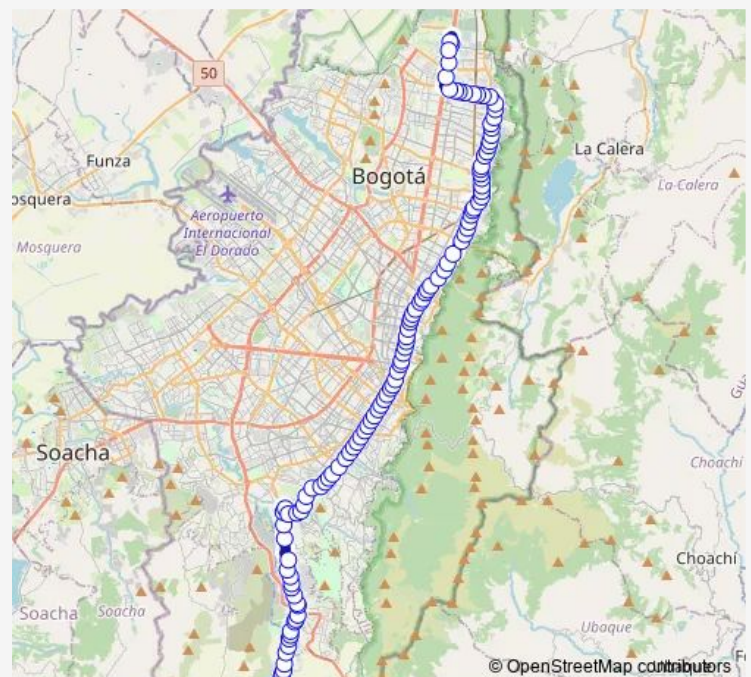 50
Funza
La Calera
osquera
Bogotá
La-Calera
Aeropuerto
Internacional
El Dorado
Mosquera
Soacha
Choachí
Choachí
Soacha
Soacha
Ubaque
© OpenStreetMap contributors